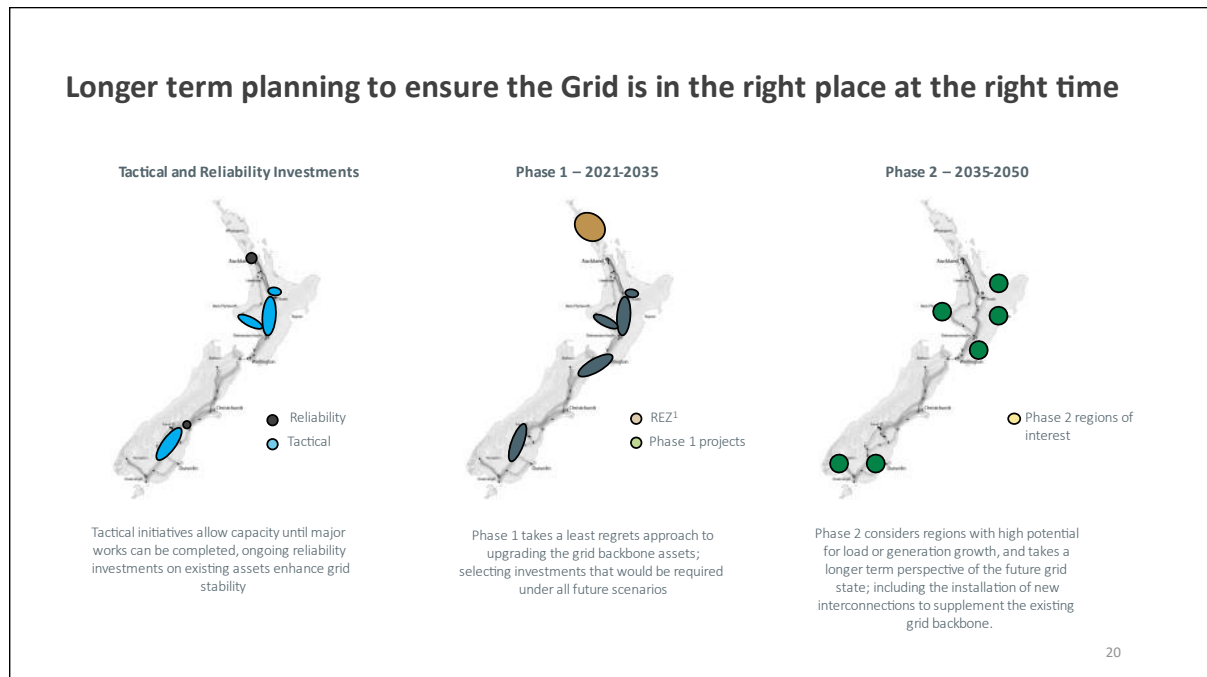 Longer term planning to ensure the Grid is in the right place at the right time
Tactical and Reliability Investments
Reliability
Tactical
Tactical initiatives allow capacity until major
works can be completed, ongoing reliability
investments on existing assets enhance grid
stability
Phase 1 – 2021-2035
REZ¹
Phase 1 projects
Phase 1 takes a least regrets approach to
upgrading the grid backbone assets;
selecting investments that would be required
under all future scenarios
Phase 2 – 2035-2050
Phase 2 regions of
interest
Phase 2 considers regions with high potential
for load or generation growth, and takes a
longer term perspective of the future grid
state; including the installation of new
interconnections to supplement the existing
grid backbone.
20